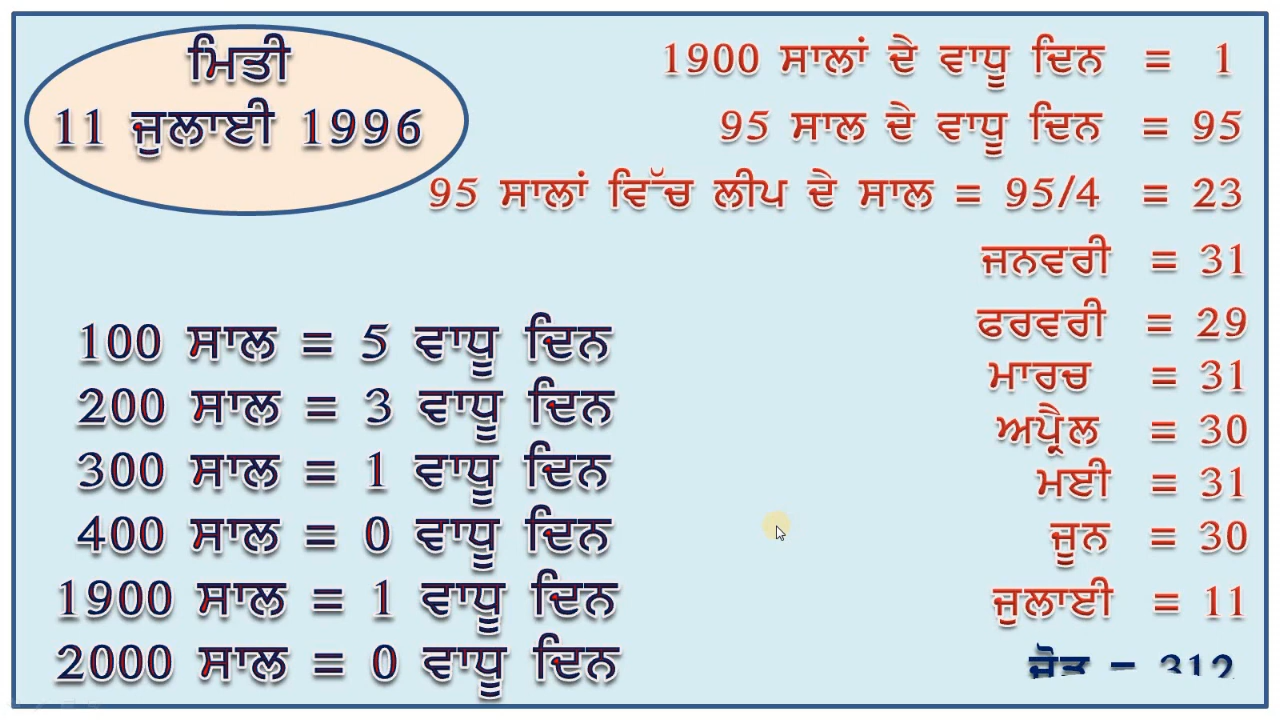 ਮਿਤੀ
11 ਜੁਲਾਈ 1996
1900 ਸਾਲਾਂ ਦੇ ਵਾਧੂ ਦਿਨ = 1
95 ਸਾਲ ਦੇ ਵਾਧੂ ਦਿਨ = 95
95 ਸਾਲਾਂ ਵਿੱਚ ਲੀਪ ਦੇ ਸਾਲ = 95/4 = 23
ਜਨਵਰੀ = 31
ਫਰਵਰੀ = 29
ਮਾਰਚ = 31
ਅਪ੍ਰੈਲ = 30
ਮਈ = 31
ਜੂਨ = 30
ਜੁਲਾਈ = 11
ਜੋੜ = 312
100 ਸਾਲ = 5 ਵਾਧੂ ਦਿਨ
200 ਸਾਲ = 3 ਵਾਧੂ ਦਿਨ
300 ਸਾਲ = 1 ਵਾਧੂ ਦਿਨ
400 ਸਾਲ = 0 ਵਾਧੂ ਦਿਨ
1900 ਸਾਲ = 1 ਵਾਧੂ ਦਿਨ
2000 ਸਾਲ = 0 ਵਾਧੂ ਦਿਨ